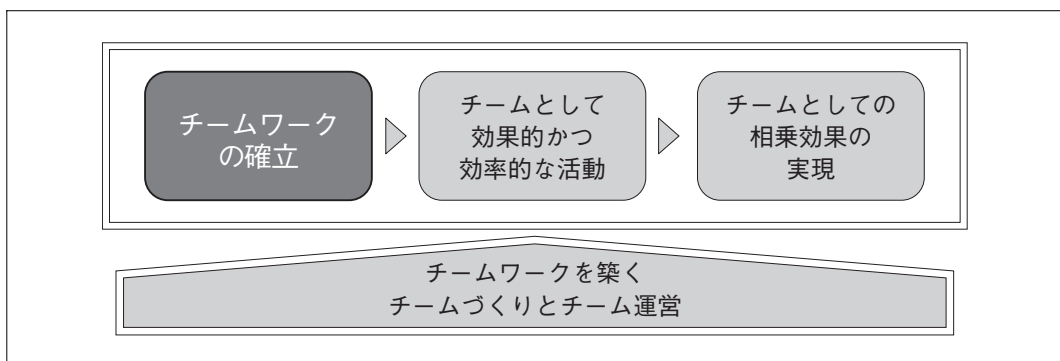 チームワーク
の確立
チームとして
効果的かつ
効率的な活動
チームとしての
相乗効果の
実現
チームワークを築く
チームづくりとチーム運営